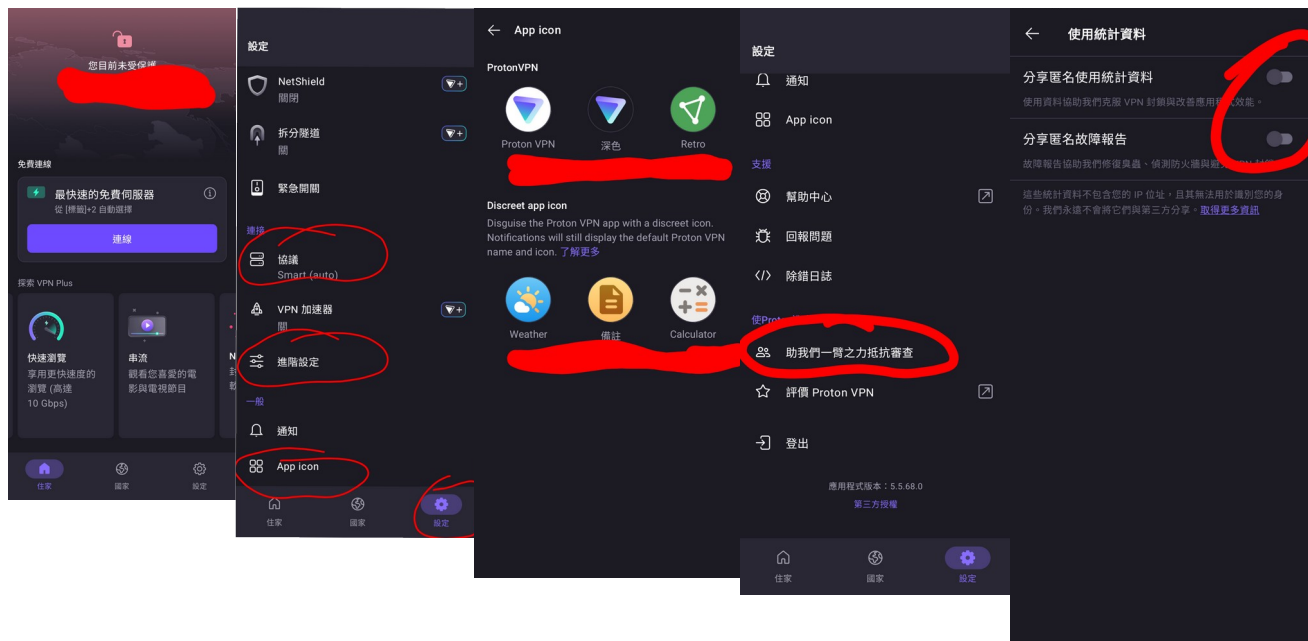 您目前未受保護
免費連線
最快速的免費伺服器
從 [標籤]+2 自動選擇
連線
探索 VPN Plus
快速瀏覽
享用更快速度的
瀏覽 (高達
10 Gbps)
串流
觀看您喜愛的電
影與電視節目
N
住家
國家
設定
設定
NetShield
關閉
拆分隧道
關
緊急開關
連接
協議
Smart (auto)
VPN 加速器
關
進階設定
一般
通知
App icon
住家
國家
設定
App icon
ProtonVPN
Proton VPN
深色
Retro
Discreet app icon
Disguise the Proton VPN app with a discreet icon.
Notifications will still display the default Proton VPN
name and icon. 了解更多
Weather
備註
Calculator
設定
通知
App icon
支援
幫助中心
回報問題
除錯日誌
使Proton
助我們一臂之力抵抗審查
評價 Proton VPN
登出
應用程式版本：5.5.68.0
第三方授權
住家
國家
設定
使用統計資料
分享匿名使用統計資料
使用資料協助我們克服 VPN 封鎖與改善應用程式效能。
分享匿名故障報告
故障報告協助我們修復臭蟲、偵測防火牆與避
這些統計資料不包含您的 IP 位址，且其無法用於識別您的身
份。我們永遠不會將它們與第三方分享。取得更多資訊